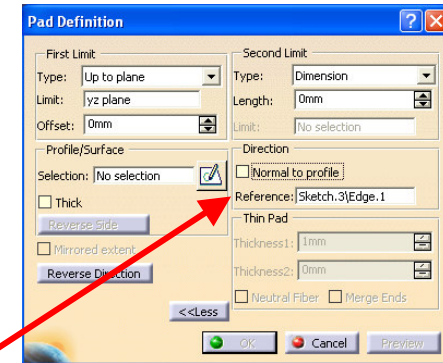 Pad Definition
First Limit
Type: Up to plane
Limit: yz plane
Offset: 0mm
Second Limit
Type: Dimension
Length: 0mm
Limit: No selection
Profile/Surface
Selection: No selection
Thick
Reverse Side
Mirrored extent
Reverse Direction
Direction
Normal to profile
Reference: Sketch.3\Edge.1
Thin Pad
Thickness1: 1mm
Thickness2: 0mm
Neutral Fiber Merge Ends
<<Less
OK Cancel Preview